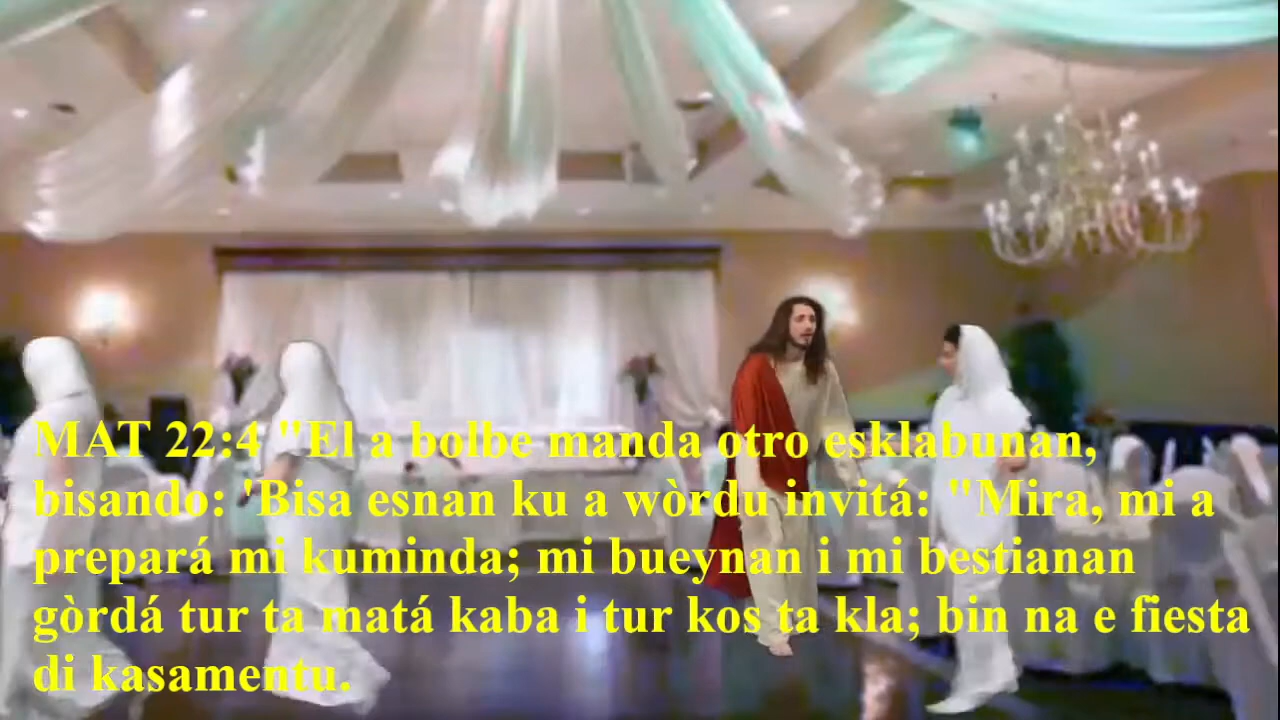 MAT 22:4 "El a bolbe manda otro esklabunan,
bisando: 'Bisa esnan ku a wòrdu invitá: "Mira, mi a
prepará mi kuminda; mi bueynan i mi bestianan
gòrdá tur ta matá kaba i tur kos ta kla; bin na e fiesta
di kasamentu.